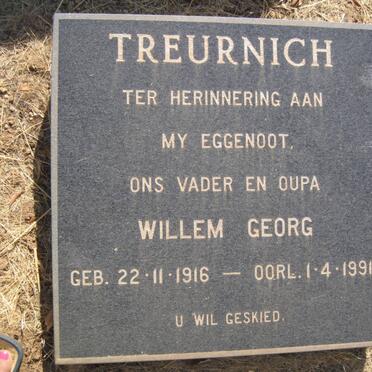 TREURNICH
TER HERINNERING AAN
MY EGGENOOT,
ONS VADER EN OUPA
WILLEM GEORG
GEB. 22·11·1916 — OORL. 1·4·1991
U WIL GESKIED.